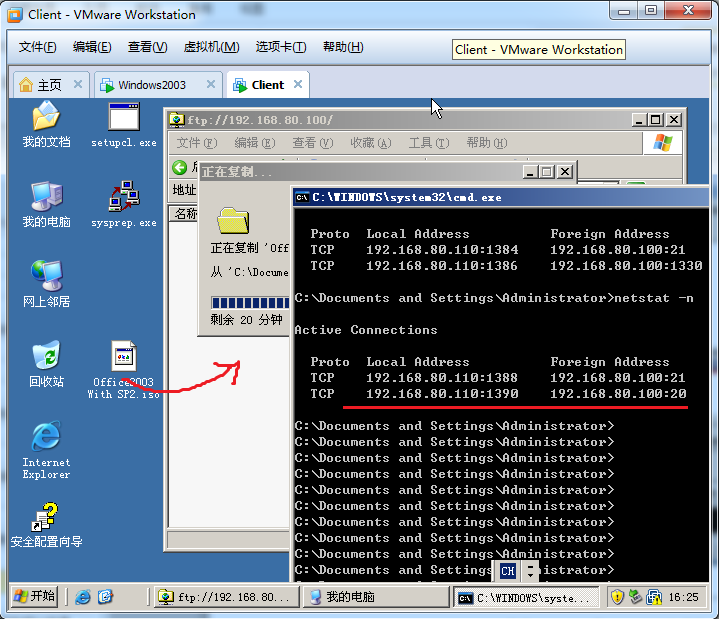 Client - VMware Workstation
文件(F) 编辑(E) 查看(V) 虚拟机(M) 选项卡(T) 帮助(H)
Client - VMware Workstation
主页 Windows2003 Client
我的文档
setupcl.exe
我的电脑
sysprep.exe
网上邻居
回收站
Office2003
With SP2.iso
Internet
Explorer
安全配置向导
ftp://192.168.80.100/
文件(F) 编辑(E) 查看(V) 收藏(A) 工具(T) 帮助(H)
地址
名称
正在复制...
正在复制 'Off
从 'C:\Docume
剩余 20 分钟
C:\WINDOWS\system32\cmd.exe
Proto Local Address Foreign Address
TCP 192.168.80.110:1384 192.168.80.100:21
TCP 192.168.80.110:1386 192.168.80.100:1330
C:\Documents and Settings\Administrator>netstat -n
Active Connections
Proto Local Address Foreign Address
TCP 192.168.80.110:1388 192.168.80.100:21
TCP 192.168.80.110:1390 192.168.80.100:20
C:\Documents and Settings\Administrator>
C:\Documents and Settings\Administrator>
C:\Documents and Settings\Administrator>
C:\Documents and Settings\Administrator>
C:\Documents and Settings\Administrator>
C:\Documents and Settings\Administrator>
C:\Documents and Settings\Administrator>
C:\Documents and Settings\Administrator>
C:\Documents and Settings\Administrator>
C:\Documents and Settings
CH
开始 ftp://192.168.80... 我的电脑 C:\WINDOWS\syste... 16:25